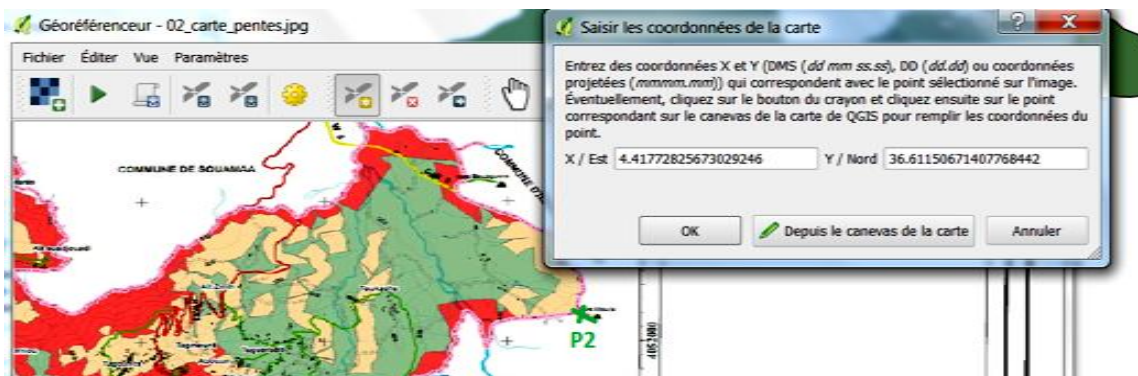 Géoréférenceur - 02_carte_pentes.jpg
Fichier Éditer Vue Paramètres
Saisir les coordonnées de la carte
Entrez des coordonnées X et Y (DMS (dd mm ss.ss), DD (dd.dd) ou coordonnées
projetées (mmmm.mm)) qui correspondent avec le point sélectionné sur l'image.
Éventuellement, cliquez sur le bouton du crayon et cliquez ensuite sur le point
correspondant sur le canevas de la carte de QGIS pour remplir les coordonnées du
point.
X / Est 4.41772825673029246 Y / Nord 36.61150671407768442
OK Depuis le canevas de la carte Annuler
COMMUNE DE SOUAMAA
COMMUNE
P2